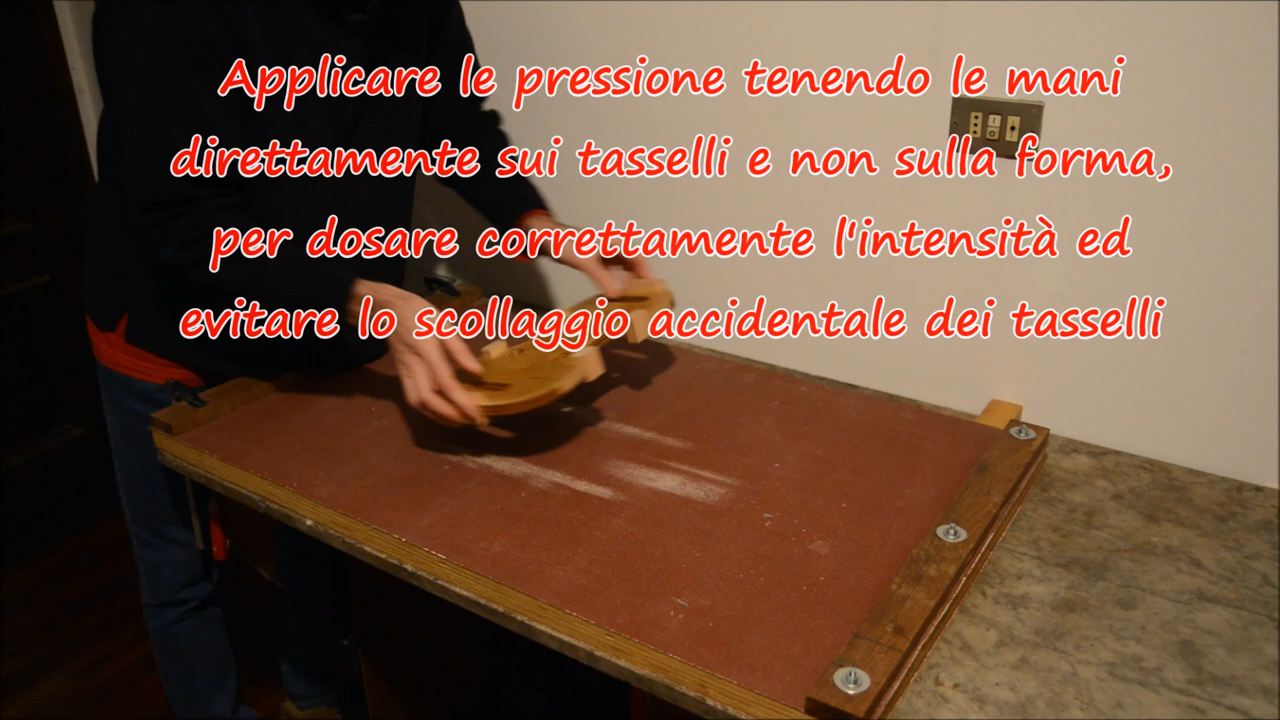 Applicare le pressione tenendo le mani
direttamente sui tasselli e non sulla forma,
per dosare correttamente l'intensità ed
evitare lo scollaggio accidentale dei tasselli